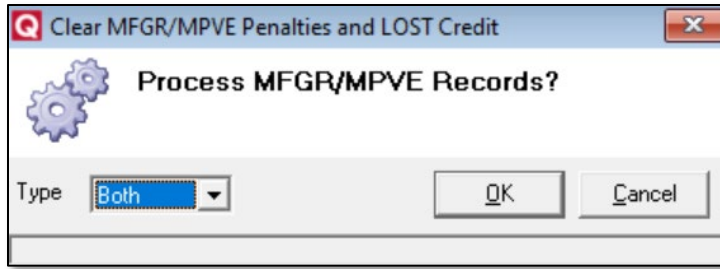 Q Clear MFGR/MPVE Penalties and LOST Credit
Process MFGR/MPVE Records?
Type Both OK Cancel